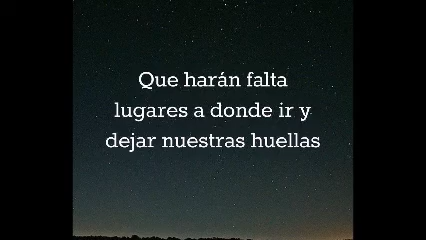 Que harán falta
lugares a donde ir y
dejar nuestras huellas